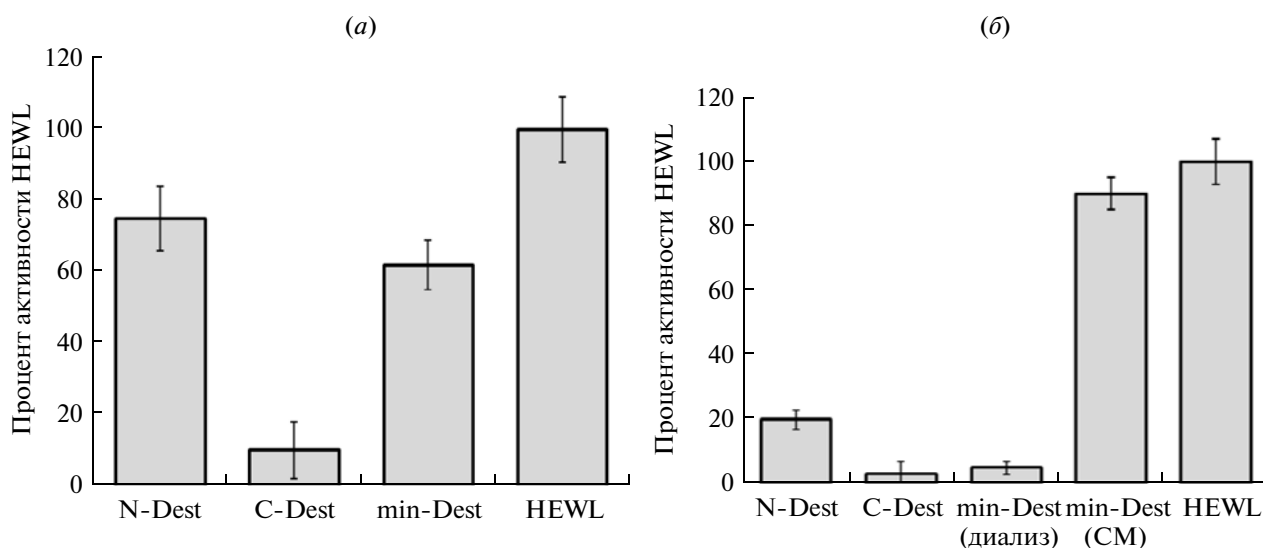 (а)
Процент активности HEWL
120
100
80
60
40
20
0
N-Dest
C-Dest
min-Dest
HEWL
(б)
Процент активности HEWL
120
100
80
60
40
20
0
N-Dest
C-Dest
min-Dest
(диализ)
min-Dest
(СМ)
HEWL